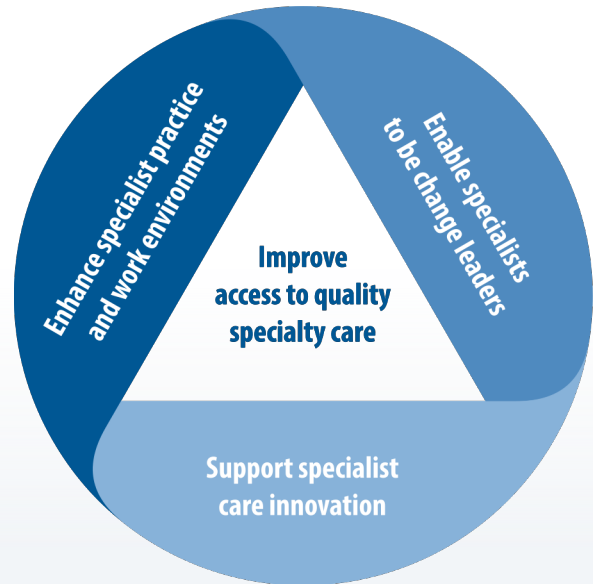 Enhance specialist practice
and work environments
Enable specialists
to be change leaders
Improve
access to quality
specialty care
Support specialist
care innovation